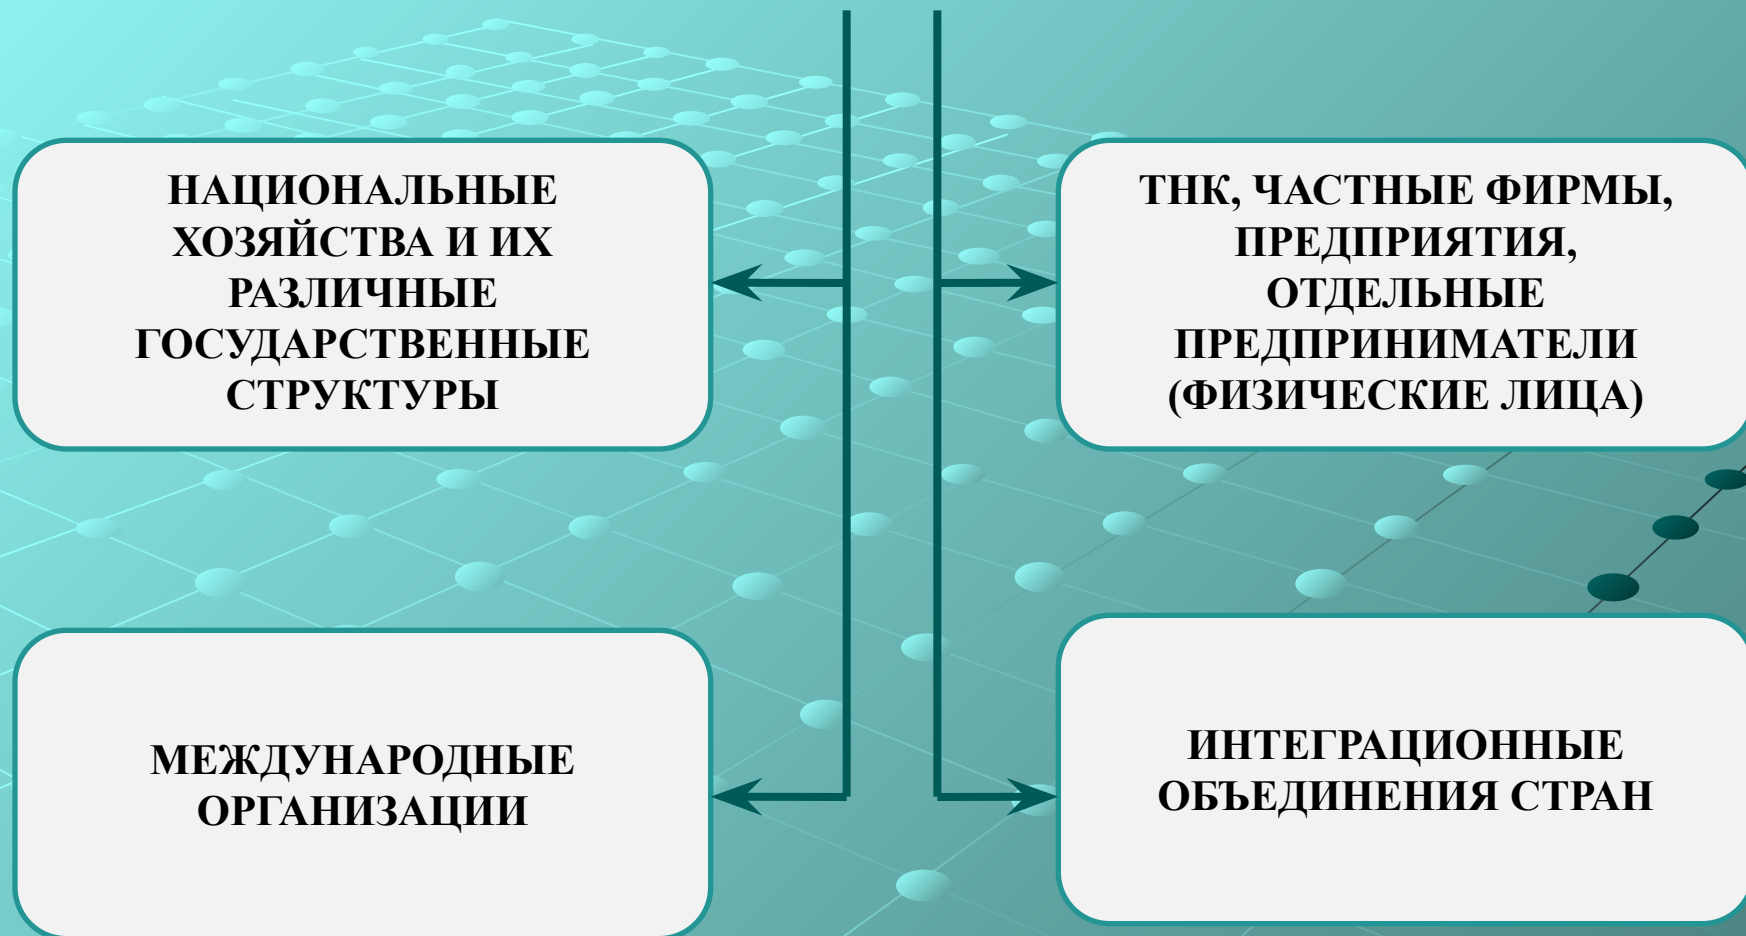 НАЦИОНАЛЬНЫЕ
ХОЗЯЙСТВА И ИХ
РАЗЛИЧНЫЕ
ГОСУДАРСТВЕННЫЕ
СТРУКТУРЫ
ТНК, ЧАСТНЫЕ ФИРМЫ,
ПРЕДПРИЯТИЯ,
ОТДЕЛЬНЫЕ
ПРЕДПРИНИМАТЕЛИ
(ФИЗИЧЕСКИЕ ЛИЦА)
МЕЖДУНАРОДНЫЕ
ОРГАНИЗАЦИИ
ИНТЕГРАЦИОННЫЕ
ОБЪЕДИНЕНИЯ СТРАН